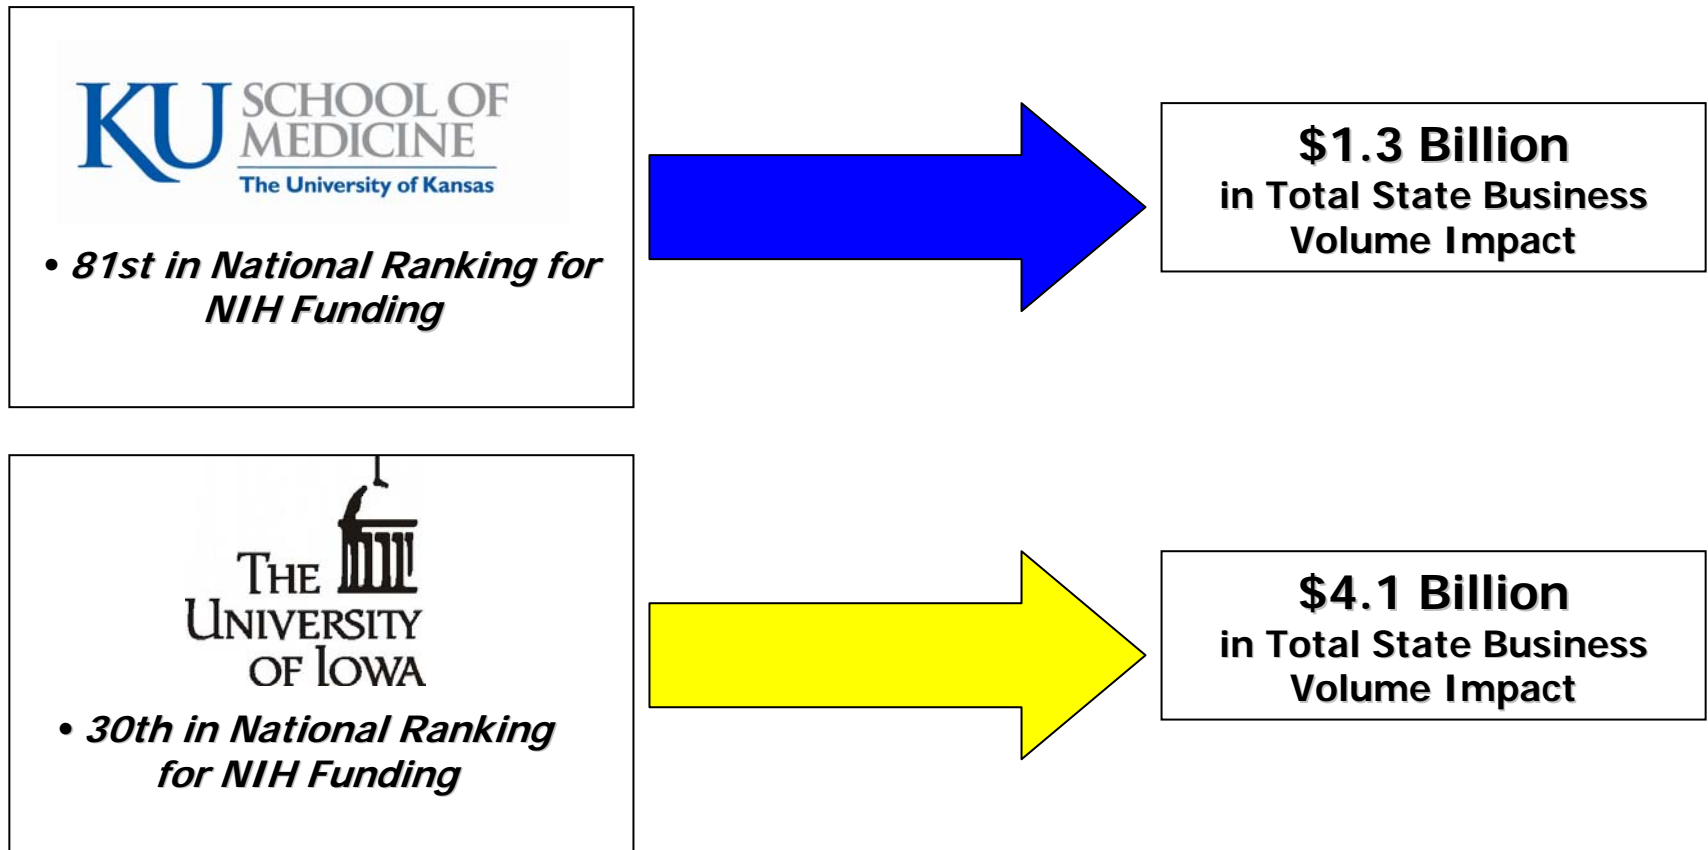 KU SCHOOL OF
MEDICINE
The University of Kansas
• 81st in National Ranking for
NIH Funding
$1.3 Billion
in Total State Business
Volume Impact
THE
UNIVERSITY
OF IOWA
• 30th in National Ranking
for NIH Funding
$4.1 Billion
in Total State Business
Volume Impact